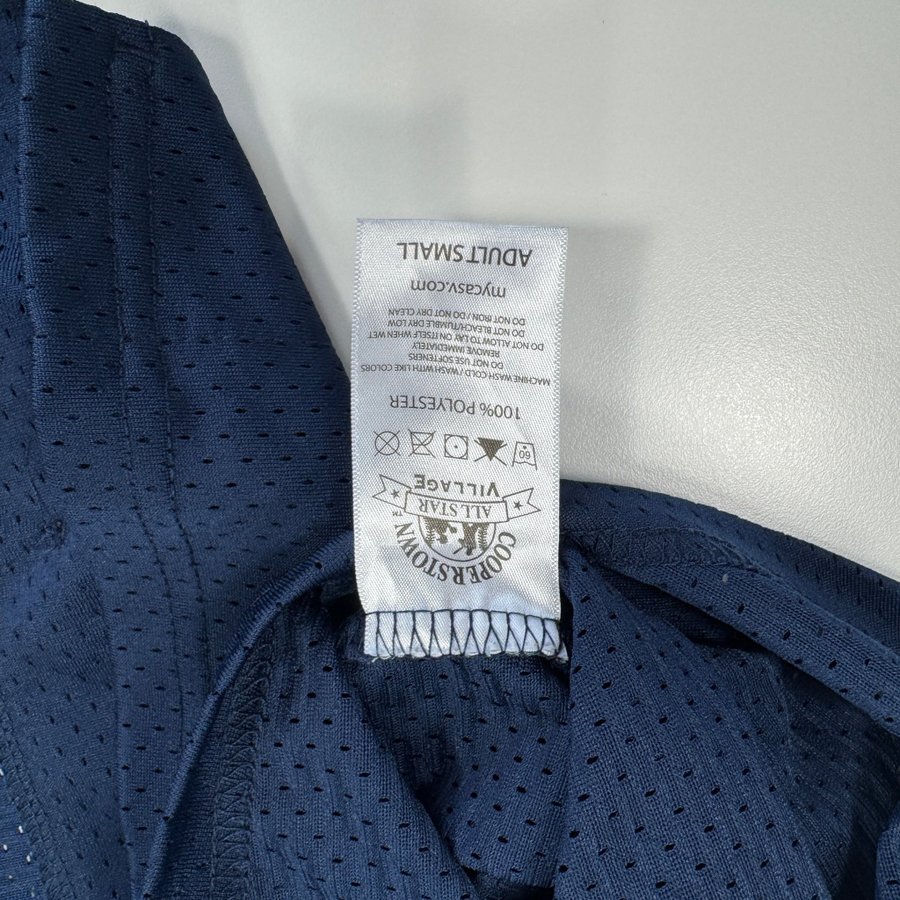 COOPERSTOWN
ALL STAR
VILLAGE
TM
60
100% POLYESTER
MACHINE WASH COLD / WASH WITH LIKE COLORS
DO NOT USE SOFTENERS
REMOVE IMMEDIATELY
DO NOT ALLOW TO LAY ON ITSELF WHEN WET
DO NOT BLEACH/TUMBLE DRY LOW
DO NOT IRON / DO NOT DRY CLEAN
mycasv.com
ADULT SMALL